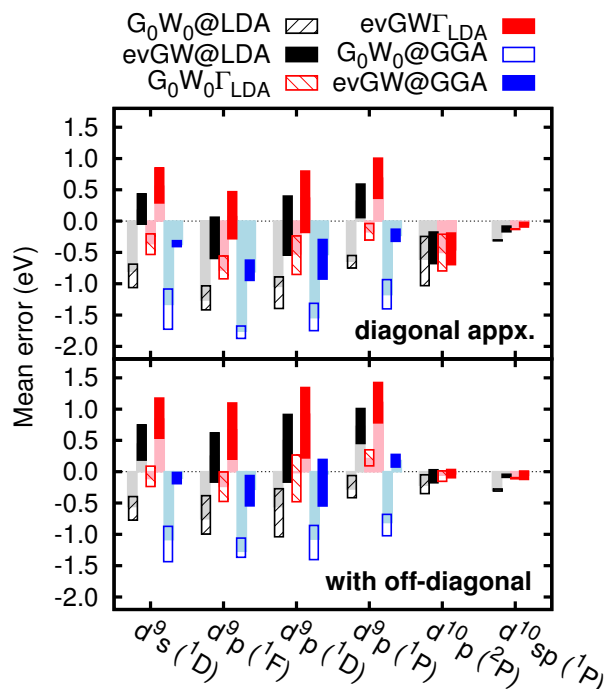 G₀W₀@LDA evGWΓ_LDA
evGW@LDA G₀W₀@GGA
G₀W₀Γ_LDA evGW@GGA
Mean error (eV)
1.5
1.0
0.5
0.0
-0.5
-1.0
-1.5
-2.0
diagonal appx.
1.5
1.0
0.5
0.0
-0.5
-1.0
-1.5
-2.0
with off-diagonal
d⁹s (¹D)
d⁹p (¹F)
d⁹p (¹D)
d⁹p (¹P)
d¹⁰p (²P)
d¹⁰sp (¹P)